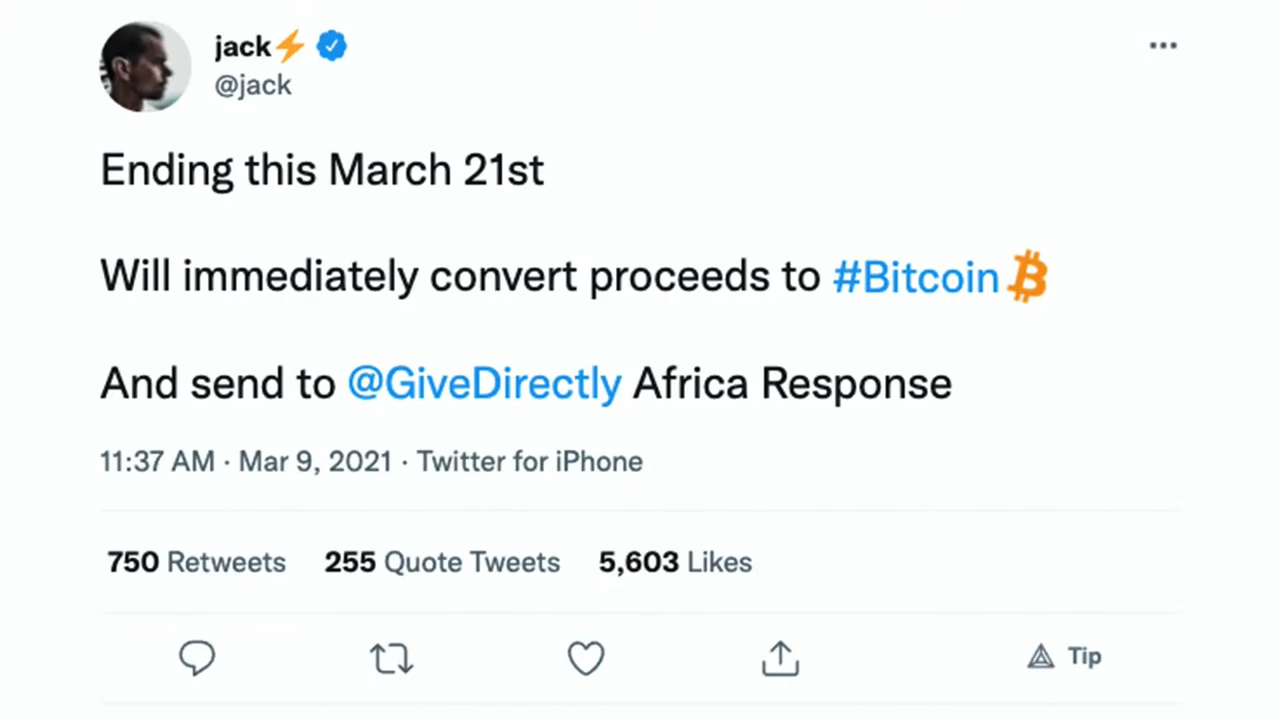 jack⚡
@jack
Ending this March 21st
Will immediately convert proceeds to #Bitcoin
And send to @GiveDirectly Africa Response
11:37 AM · Mar 9, 2021 · Twitter for iPhone
750 Retweets 255 Quote Tweets 5,603 Likes
Tip